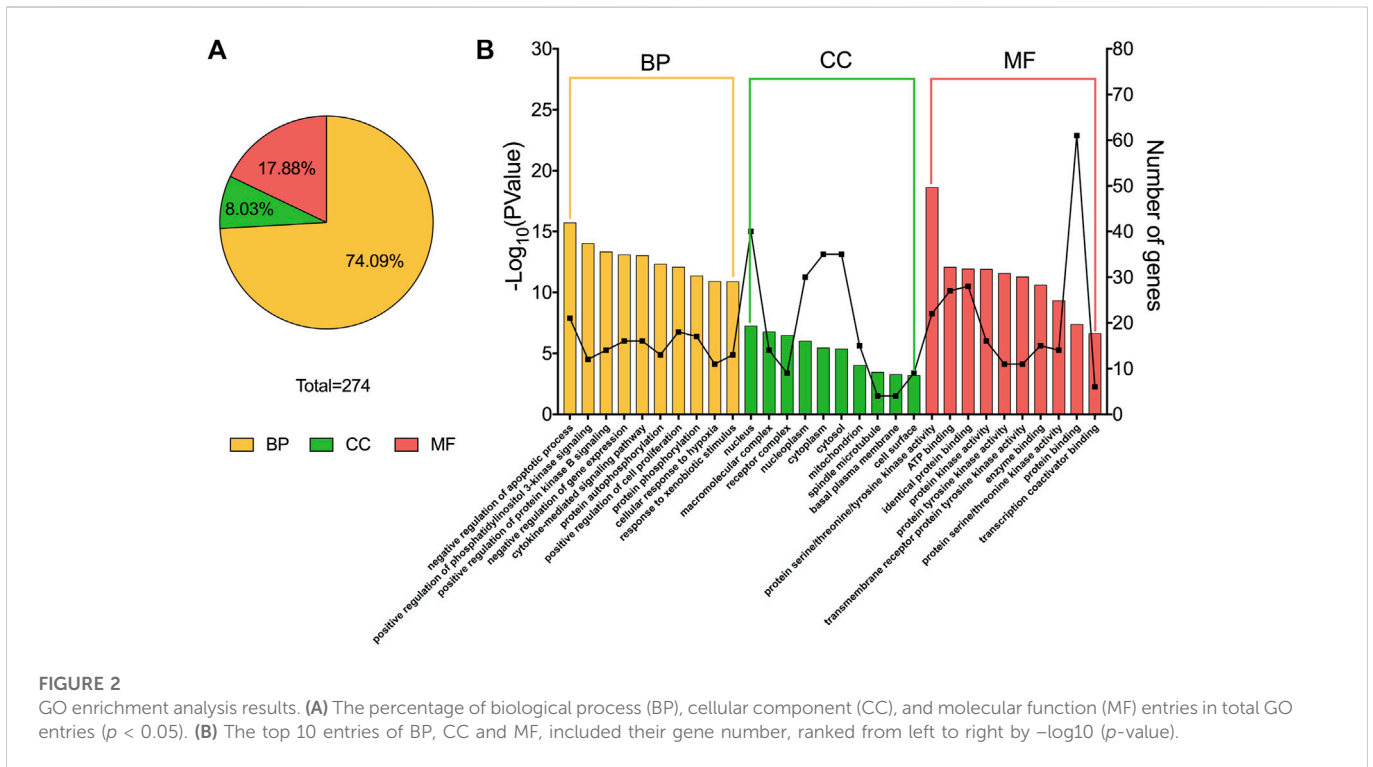 A
17.88%
8.03%
74.09%
Total=274
BP
CC
MF
B
30
25
20
15
10
5
0
-Log10(PValue)
BP
CC
MF
80
70
60
50
40
30
20
10
0
Number of genes
negative regulation of apoptotic process
positive regulation of phosphatidylinositol 3-kinase signaling
positive regulation of protein kinase B signaling
negative regulation of gene expression
cytokine-mediated signaling pathway
protein autophosphorylation
positive regulation of cell proliferation
protein phosphorylation
cellular response to hypoxia
response to xenobiotic stimulus
nucleus
macromolecular complex
receptor complex
nucleoplasm
cytoplasm
cytosol
mitochondrion
spindle microtubule
basal plasma membrane
cell surface
protein serine/threonine/tyrosine kinase activity
ATP binding
identical protein binding
protein kinase activity
protein tyrosine kinase activity
transmembrane receptor protein tyrosine kinase activity
enzyme binding
protein serine/threonine kinase activity
protein binding
transcription coactivator binding
FIGURE 2
GO enrichment analysis results. (A) The percentage of biological process (BP), cellular component (CC), and molecular function (MF) entries in total GO
entries (p < 0.05). (B) The top 10 entries of BP, CC and MF, included their gene number, ranked from left to right by –log10 (p-value).